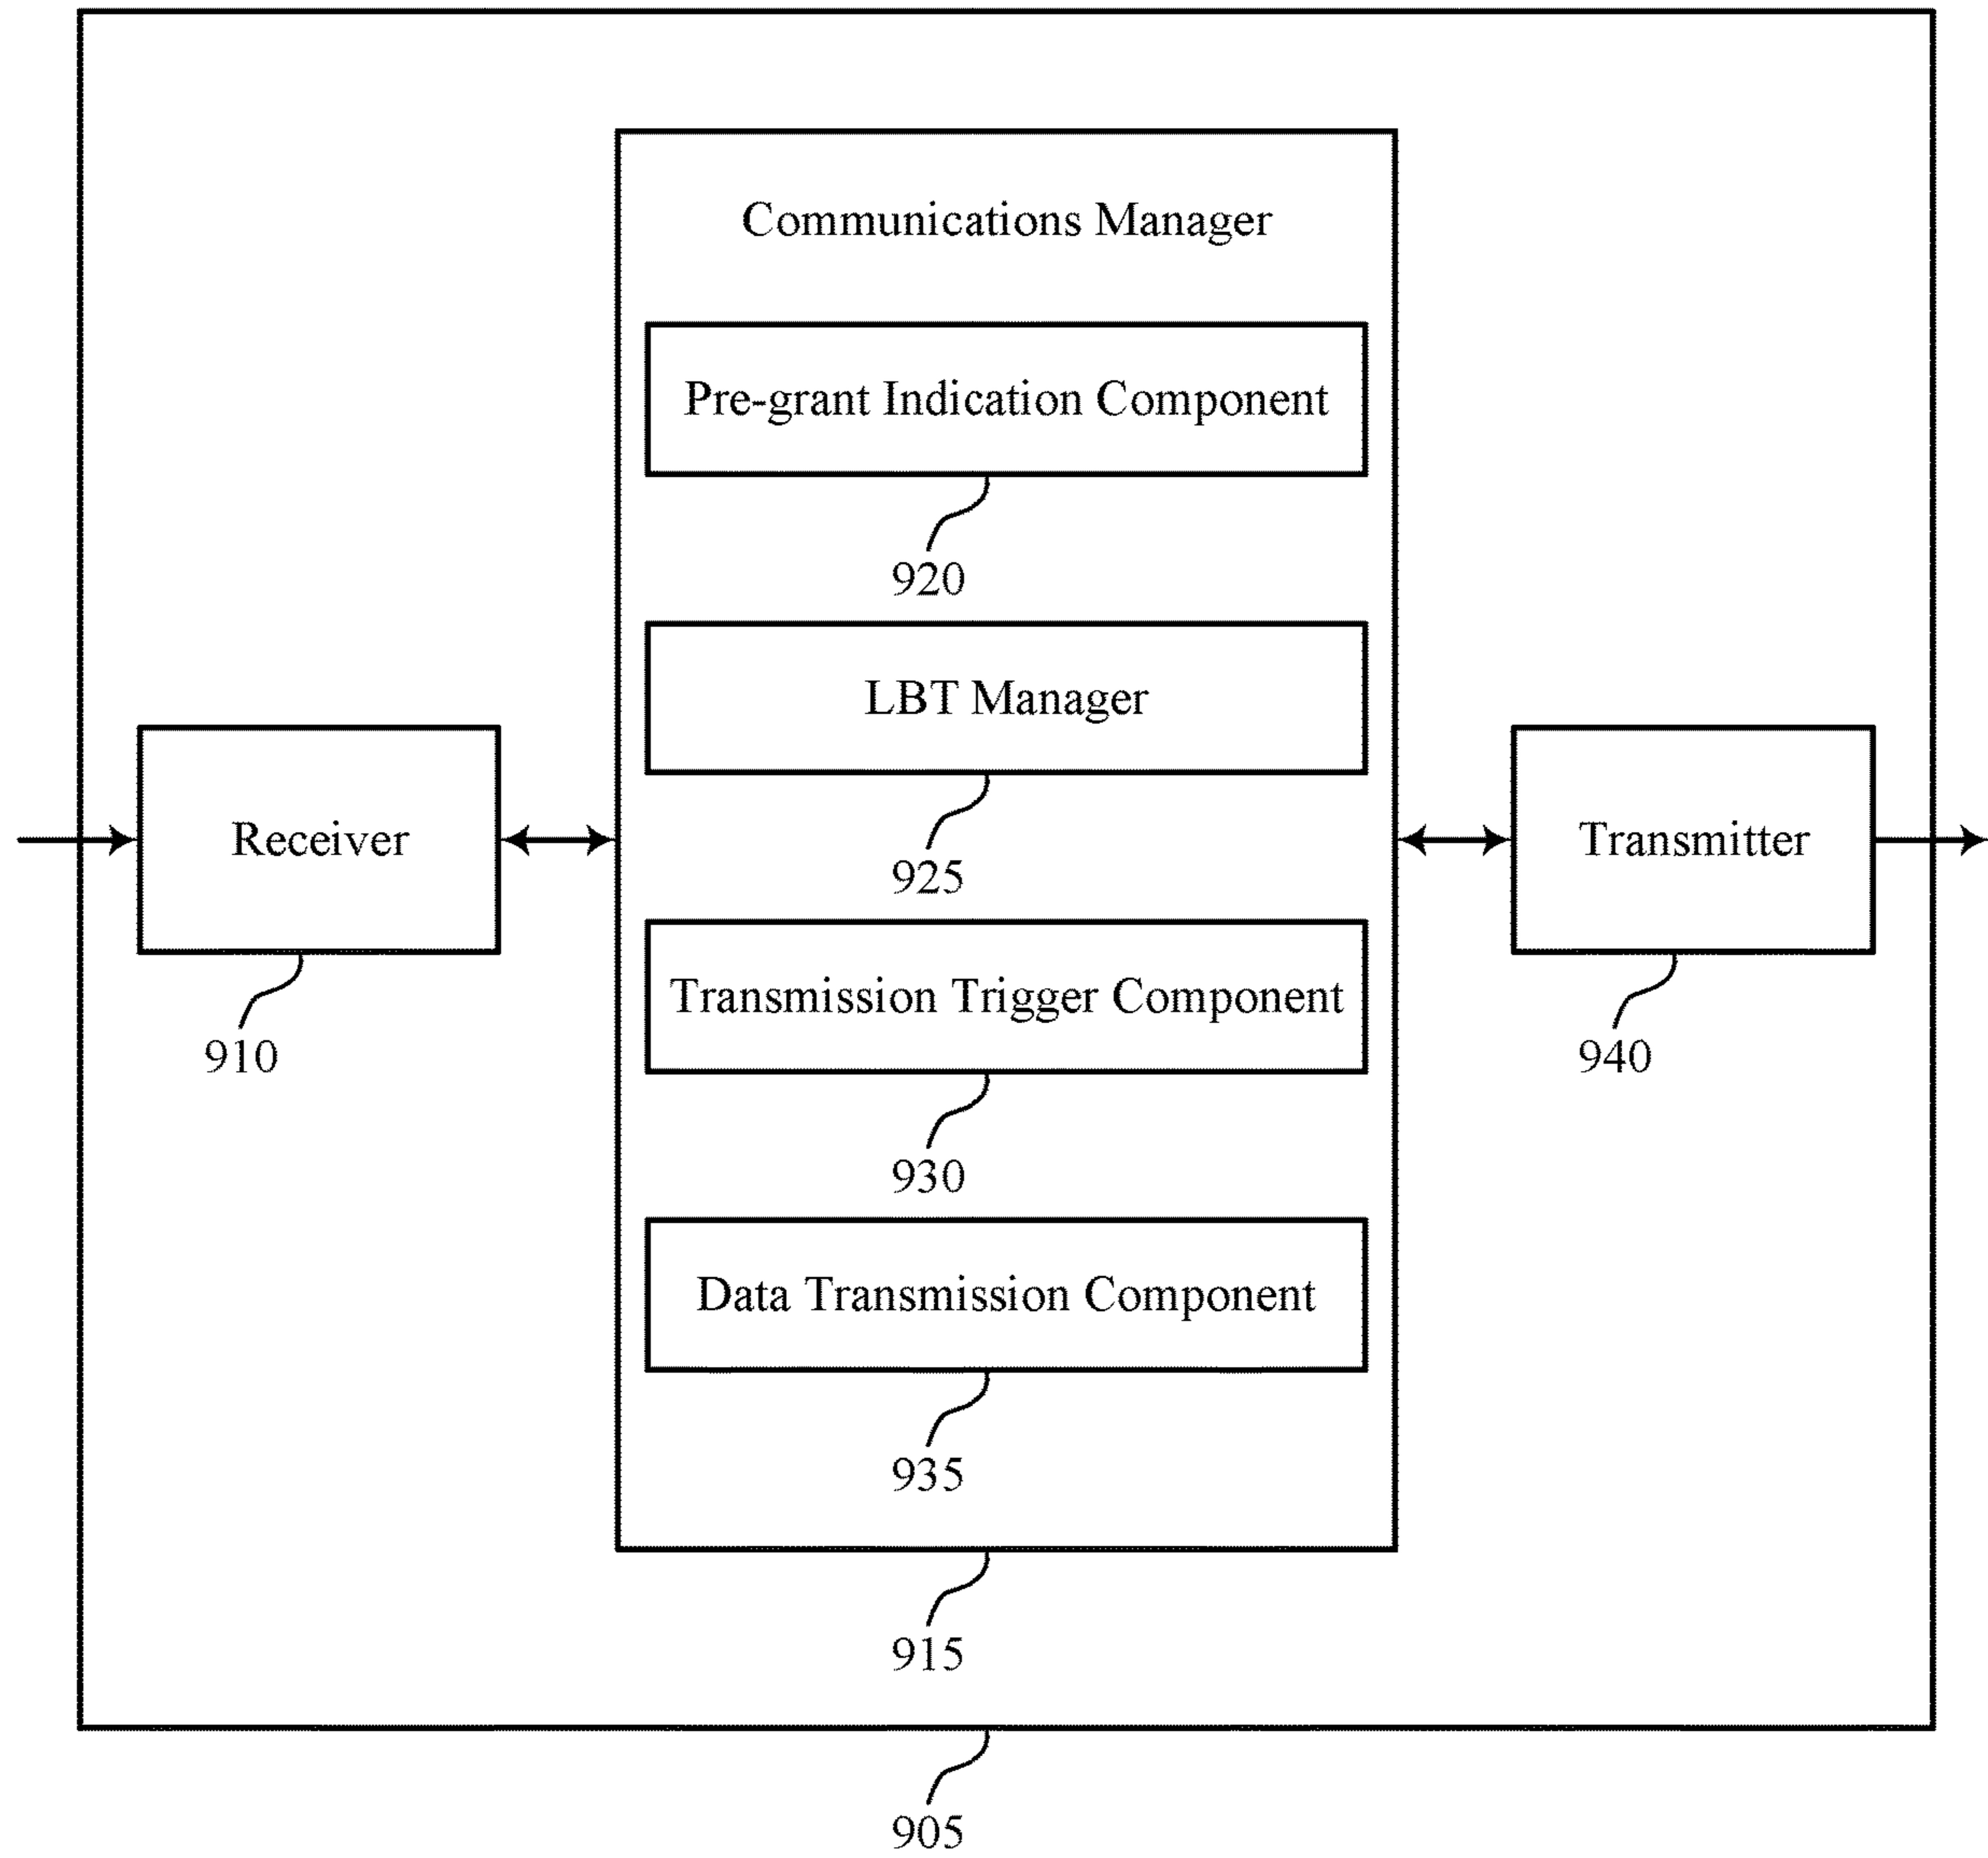 Communications Manager
Pre-grant Indication Component
920
LBT Manager
925
Receiver
910
Transmission Trigger Component
930
Transmitter
940
Data Transmission Component
935
915
905